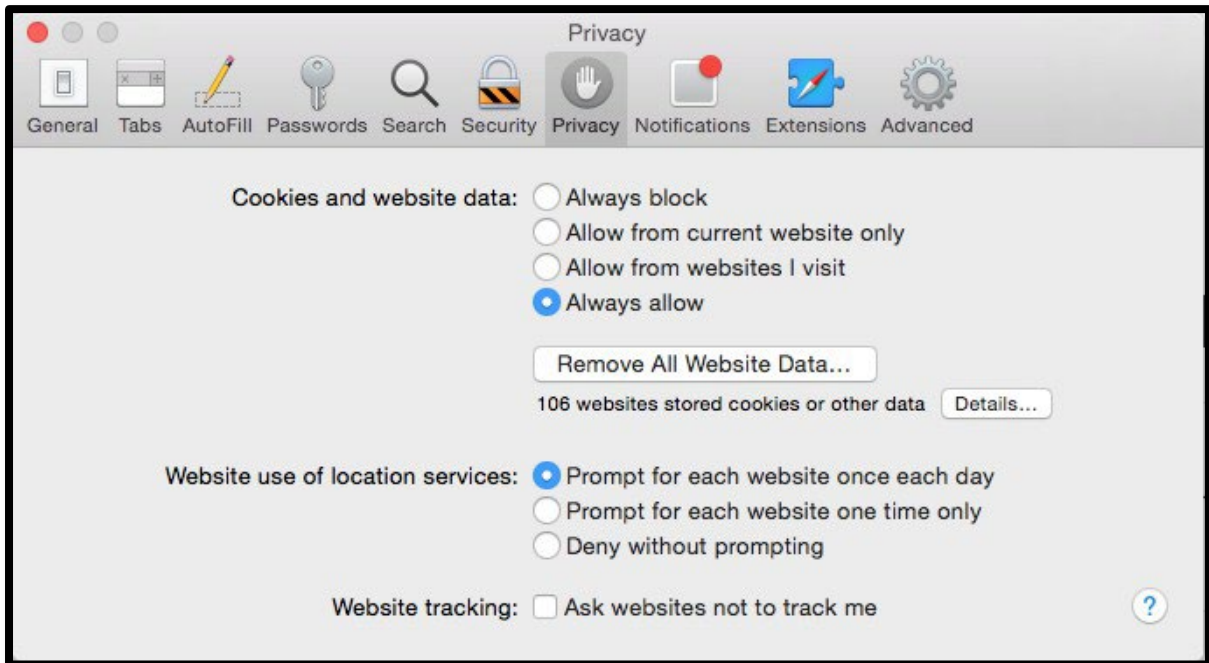 Privacy
General Tabs AutoFill Passwords Search Security Privacy Notifications Extensions Advanced
Cookies and website data: Always block
Allow from current website only
Allow from websites I visit
Always allow
Remove All Website Data...
106 websites stored cookies or other data Details...
Website use of location services: Prompt for each website once each day
Prompt for each website one time only
Deny without prompting
Website tracking: Ask websites not to track me ?